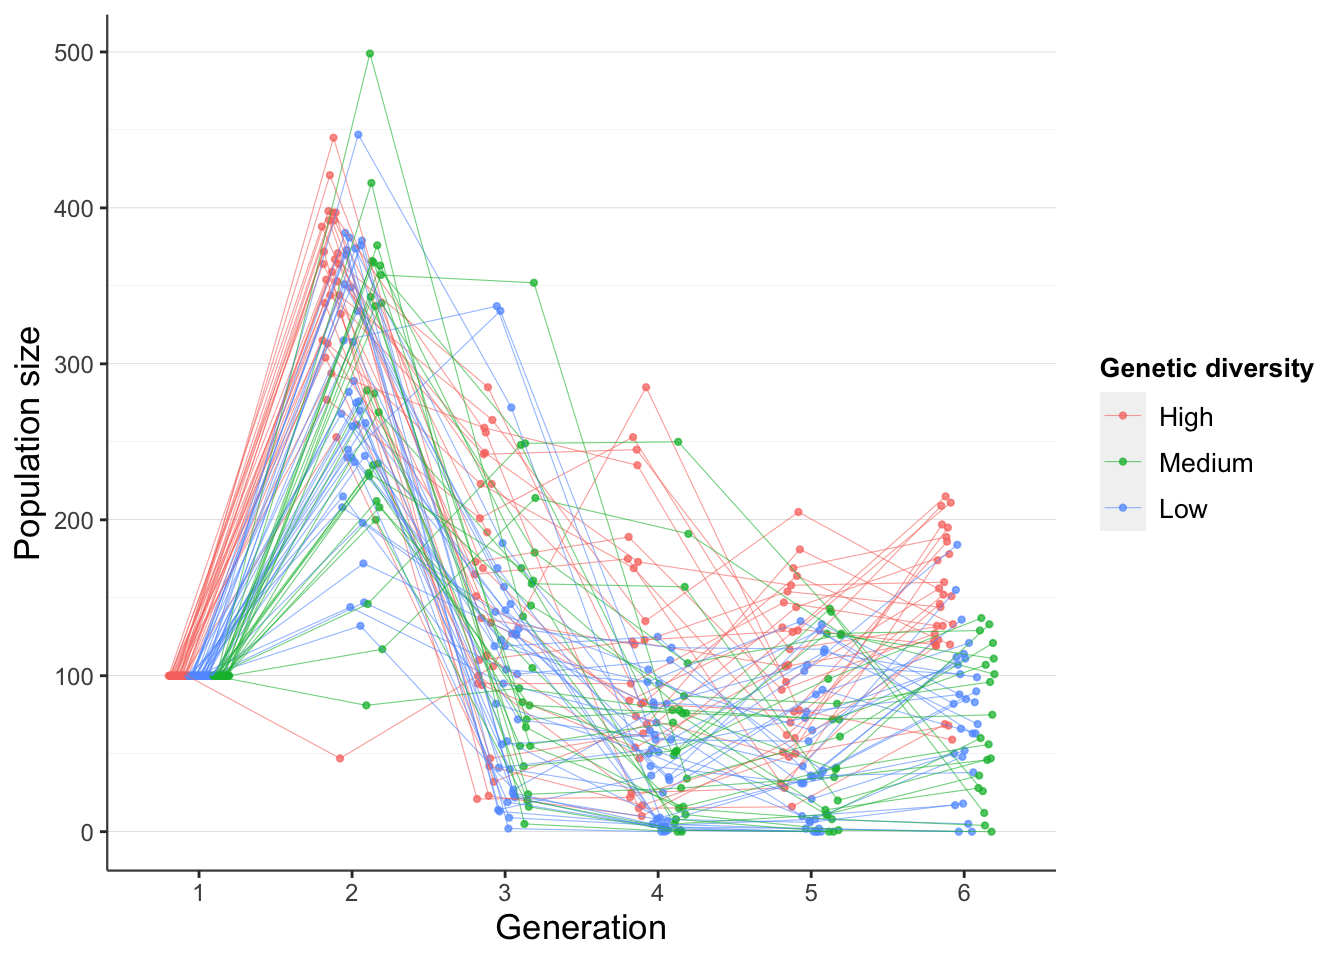 500
400
300
200
100
0
Population size
1 2 3 4 5 6
Generation
Genetic diversity
High
Medium
Low